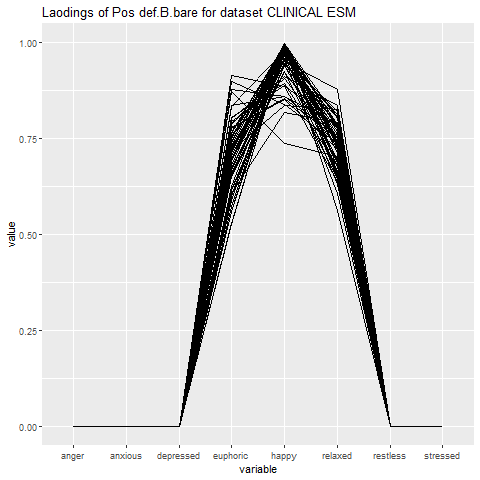 Laodings of Pos def.B.bare for dataset CLINICAL ESM
1.00
0.75
0.50
0.25
0.00
value
anger anxious depressed euphoric happy relaxed restless stressed
variable